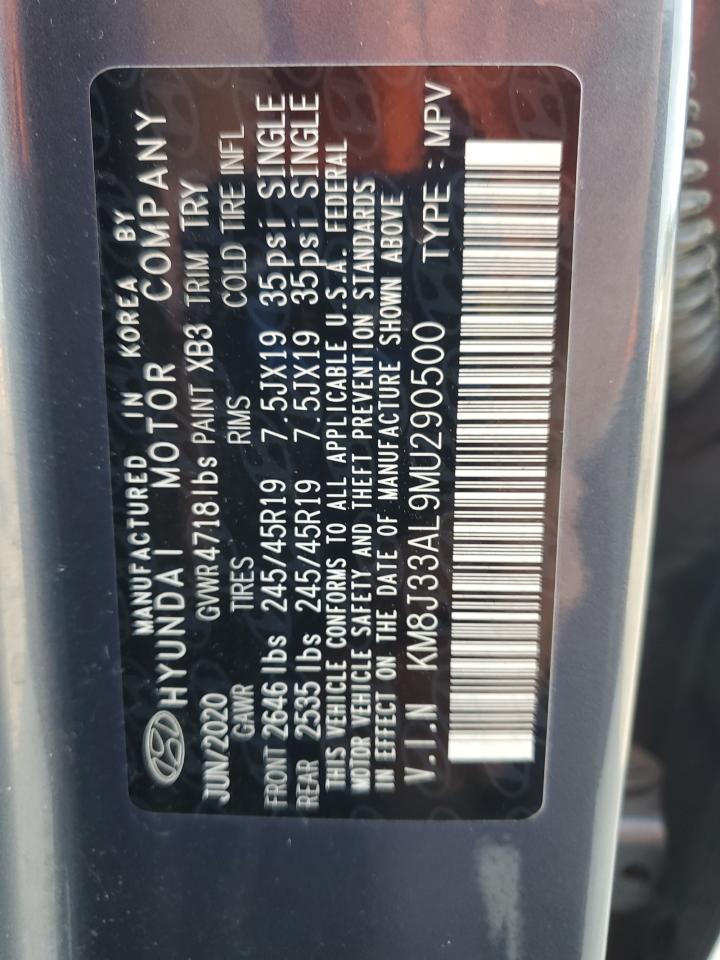 MANUFACTURED IN KOREA BY
HYUNDAI MOTOR COMPANY
JUN/2020 GVWR4718lbs PAINT XB3 TRIM TRY
GAWR TIRES RIMS COLD TIRE INFL
FRONT 2646 lbs 245/45R19 7.5JX19 35psi SINGLE
REAR 2535 lbs 245/45R19 7.5JX19 35psi SINGLE
THIS VEHICLE CONFORMS TO ALL APPLICABLE U.S.A. FEDERAL
MOTOR VEHICLE SAFETY AND THEFT PREVENTION STANDARDS
IN EFFECT ON THE DATE OF MANUFACTURE SHOWN ABOVE
V.I.N KM8J33AL9MU290500 TYPE : MPV